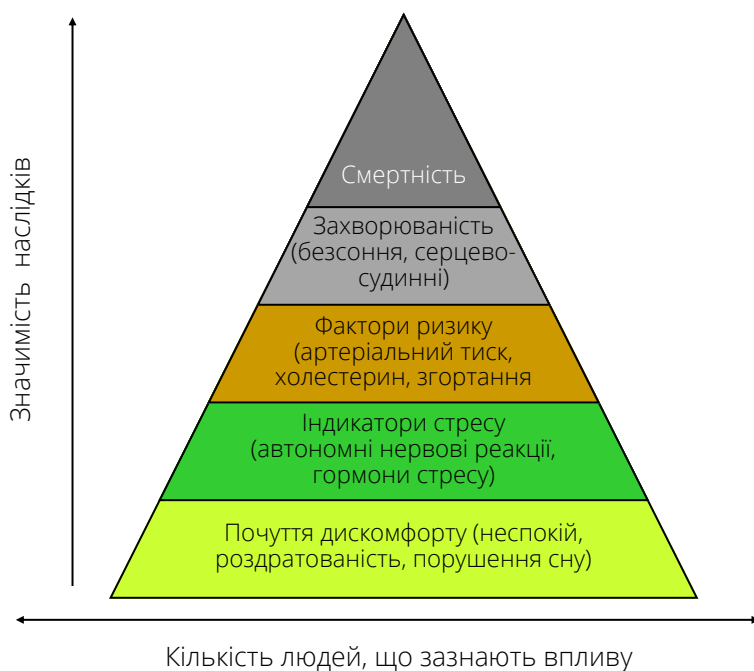 Значимість наслідків
Смертність
Захворюваність
(безсоння, серцево-
судинні)
Фактори ризику
(артеріальний тиск,
холестерин, згортання
Індикатори стресу
(автономні нервові реакції,
гормони стресу)
Почуття дискомфорту (неспокій,
роздратованість, порушення сну)
Кількість людей, що зазнають впливу